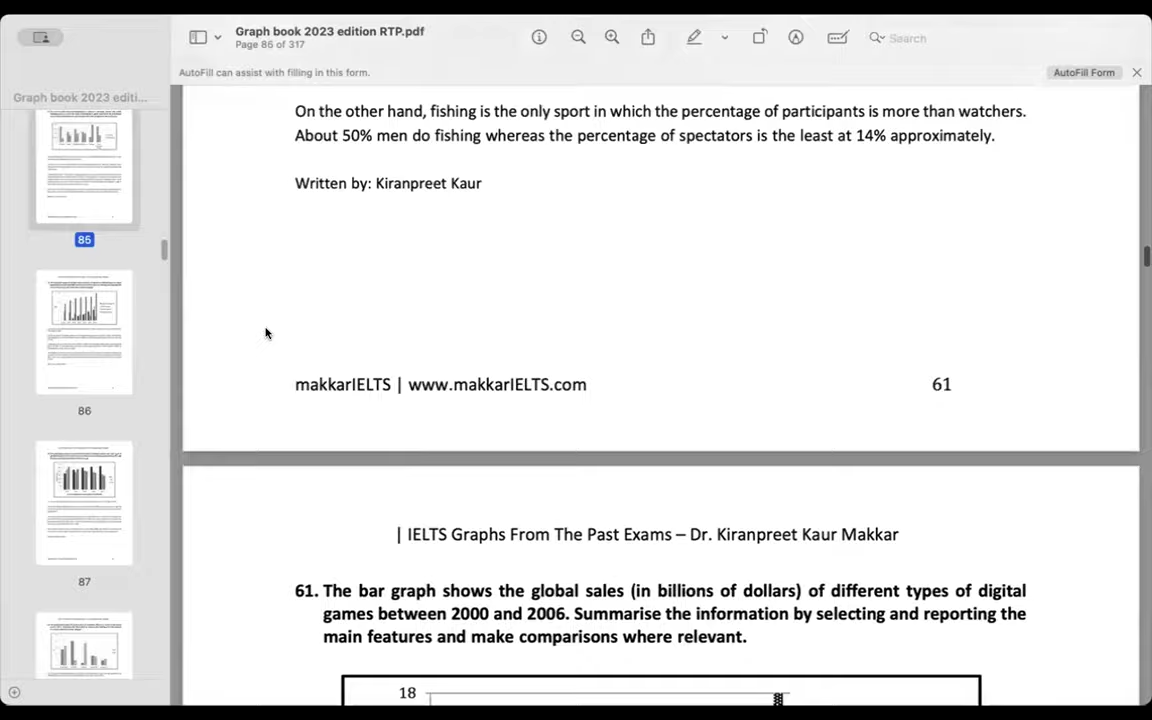 Graph book 2023 edition RTP.pdf
Page 86 of 317
Search
AutoFill can assist with filling in this form.
AutoFill Form
Graph book 2023 editi...
85
86
87
On the other hand, fishing is the only sport in which the percentage of participants is more than watchers.
About 50% men do fishing whereas the percentage of spectators is the least at 14% approximately.
Written by: Kiranpreet Kaur
makkarIELTS | www.makkarIELTS.com 61
| IELTS Graphs From The Past Exams – Dr. Kiranpreet Kaur Makkar
61. The bar graph shows the global sales (in billions of dollars) of different types of digital
games between 2000 and 2006. Summarise the information by selecting and reporting the
main features and make comparisons where relevant.
18